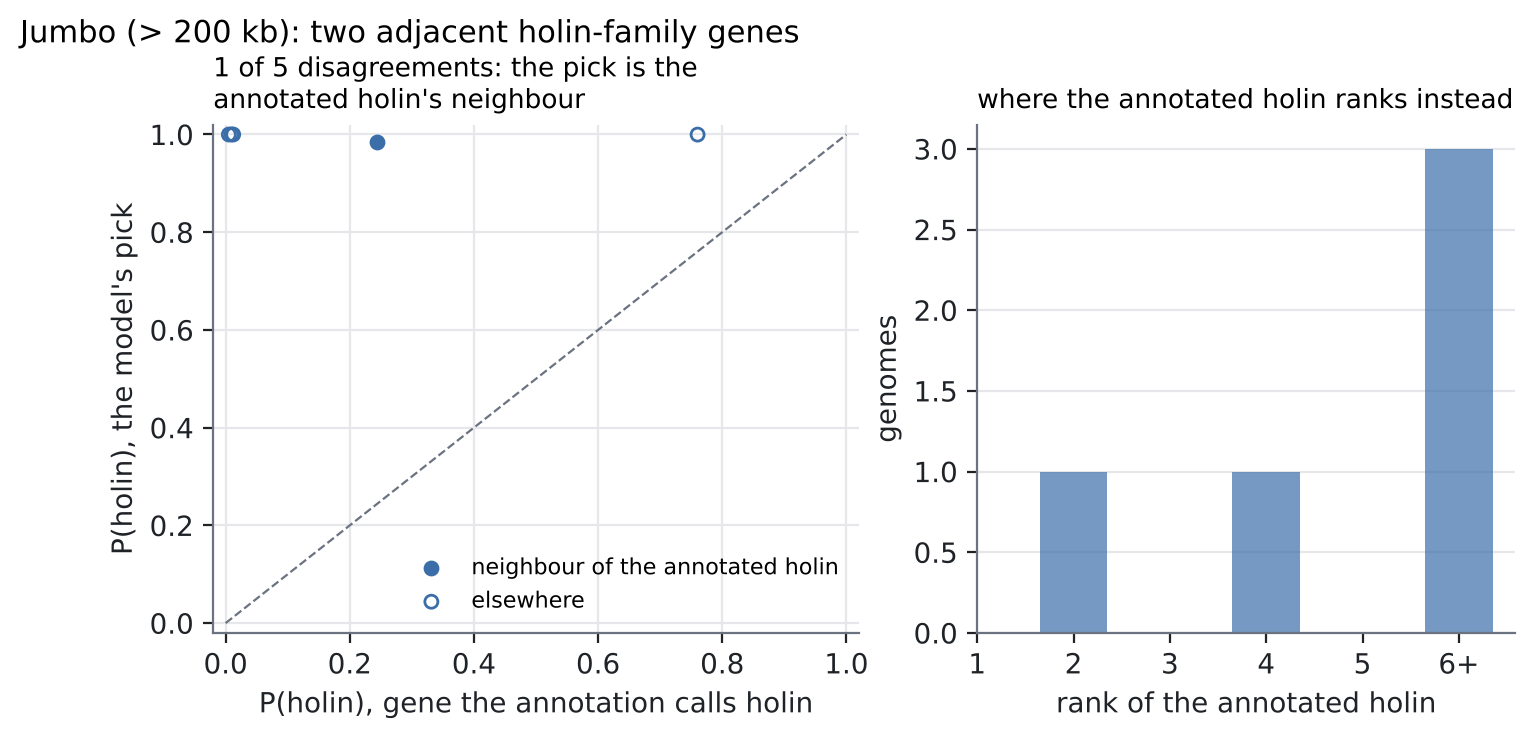 Jumbo (> 200 kb): two adjacent holin-family genes
1 of 5 disagreements: the pick is the
annotated holin's neighbour
P(holin), the model's pick
1.0
0.8
0.6
0.4
0.2
0.0
neighbour of the annotated holin
elsewhere
0.0 0.2 0.4 0.6 0.8 1.0
P(holin), gene the annotation calls holin
where the annotated holin ranks instead
genomes
3.0
2.5
2.0
1.5
1.0
0.5
0.0
1 2 3 4 5 6+
rank of the annotated holin